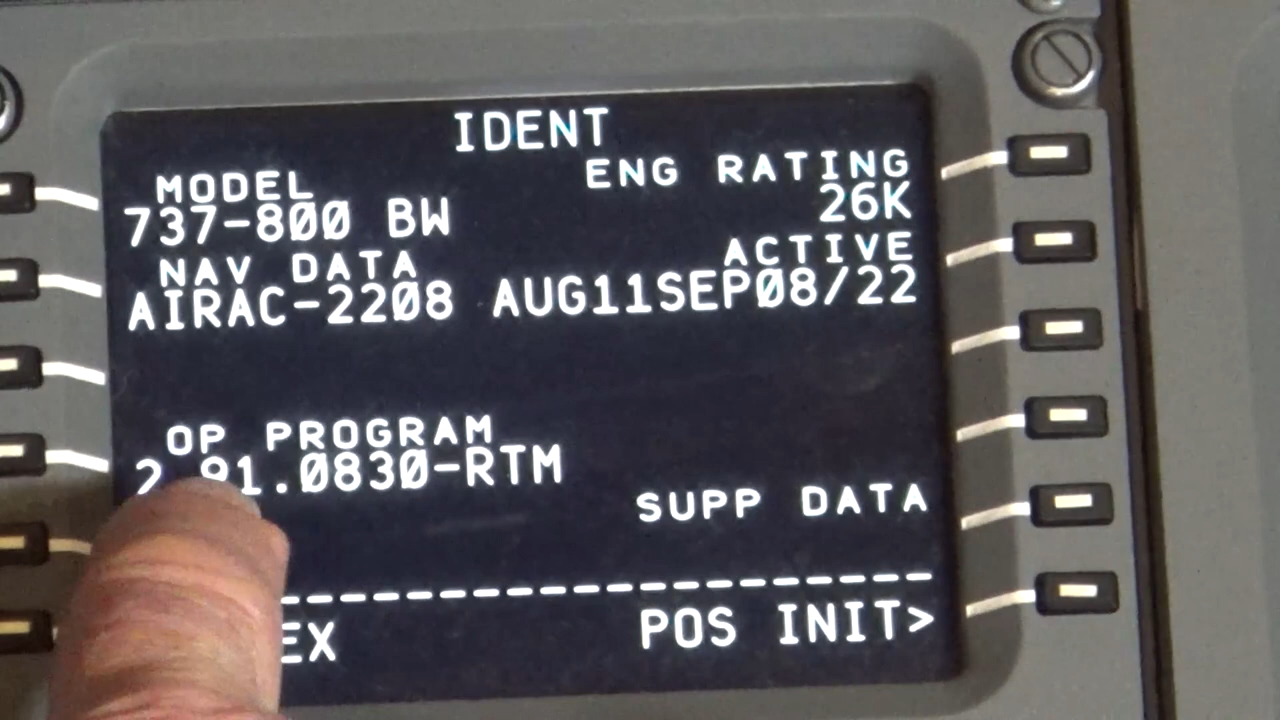 IDENT
MODEL ENG RATING
737-800 BW 26K
NAV DATA ACTIVE
AIRAC-2208 AUG11SEP08/22
OP PROGRAM
2.91.0830-RTM
SUPP DATA
------------------------
EX POS INIT>